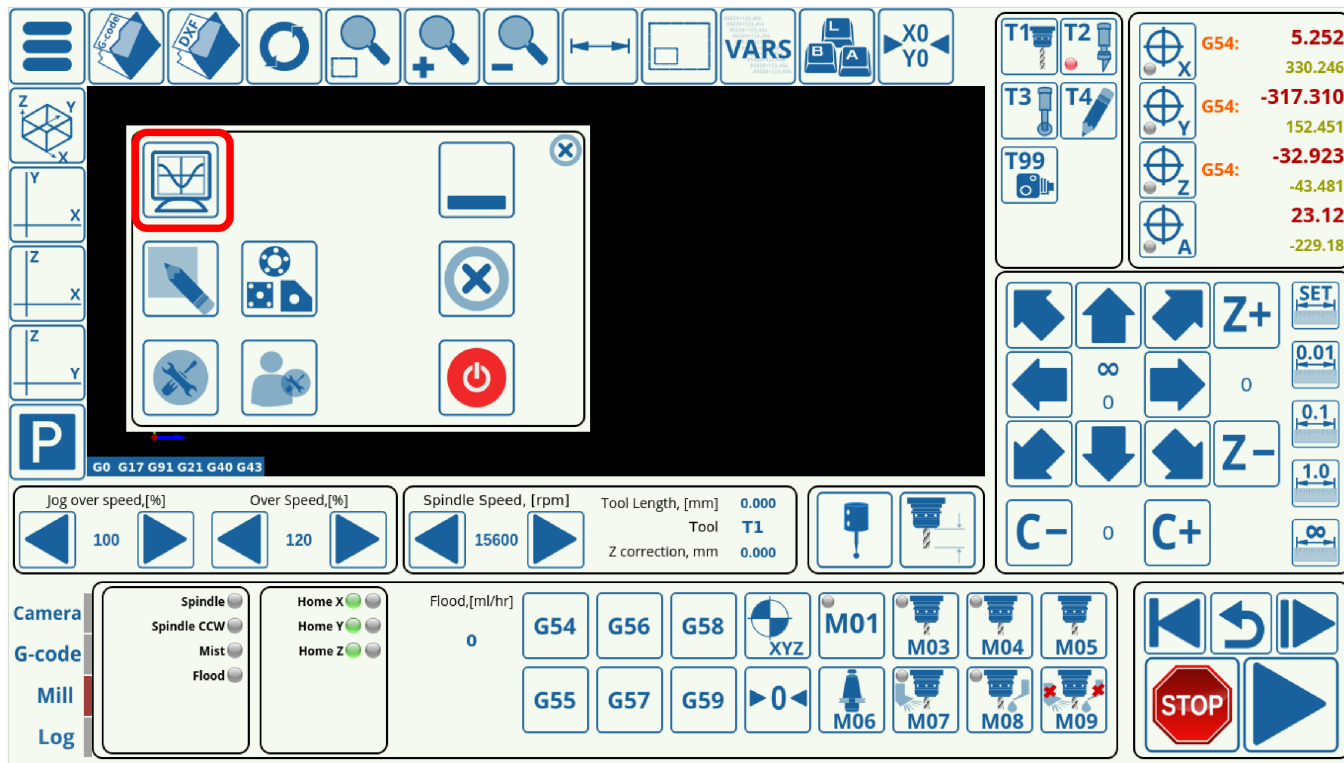 G-code
DXF
VARS
L
B
A
X0
Y0
T1
T2
T3
T4
T99
X
G54:
5.252
330.246
Y
G54:
-317.310
152.451
Z
G54:
-32.923
-43.481
A
23.12
-229.18
Z
Y
X
Y
X
Z
X
Z
Y
P
G0 G17 G91 G21 G40 G43
Z+
SET
∞
0
0
0.01
0.1
Z-
1.0
C-
0
C+
∞
Jog over speed,[%]
100
Over Speed,[%]
120
Spindle Speed, [rpm]
15600
Tool Length, [mm] 0.000
Tool T1
Z correction, mm 0.000
Camera
G-code
Mill
Log
Spindle
Spindle CCW
Mist
Flood
Home X
Home Y
Home Z
Flood,[ml/hr]
0
G54
G56
G58
XYZ
M01
M03
M04
M05
G55
G57
G59
0
M06
M07
M08
M09
STOP